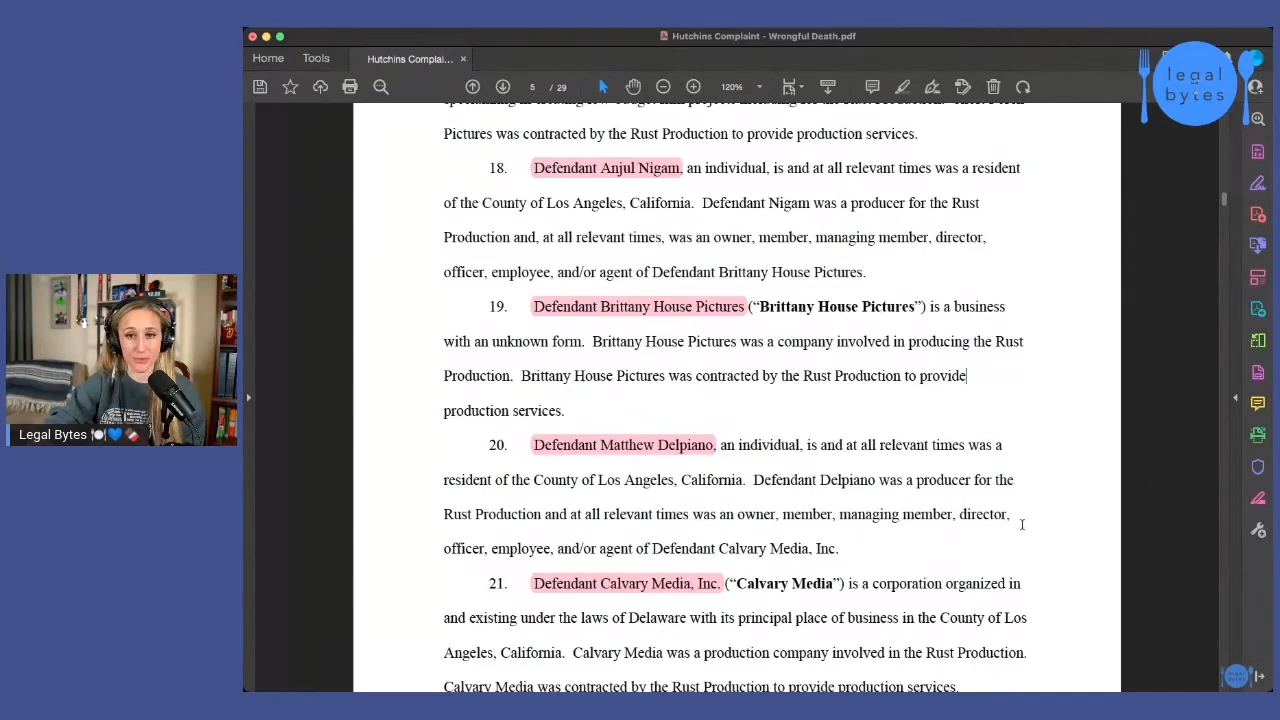 Hutchins Complaint - Wrongful Death.pdf
Home
Tools
Hutchins Complai...
5 / 29
120%
legal
bytes
Pictures was contracted by the Rust Production to provide production services.
18. Defendant Anjul Nigam, an individual, is and at all relevant times was a resident
of the County of Los Angeles, California. Defendant Nigam was a producer for the Rust
Production and, at all relevant times, was an owner, member, managing member, director,
officer, employee, and/or agent of Defendant Brittany House Pictures.
19. Defendant Brittany House Pictures (“Brittany House Pictures”) is a business
with an unknown form. Brittany House Pictures was a company involved in producing the Rust
Production. Brittany House Pictures was contracted by the Rust Production to provide
production services.
20. Defendant Matthew Delpiano, an individual, is and at all relevant times was a
resident of the County of Los Angeles, California. Defendant Delpiano was a producer for the
Rust Production and at all relevant times was an owner, member, managing member, director,
officer, employee, and/or agent of Defendant Calvary Media, Inc.
21. Defendant Calvary Media, Inc. (“Calvary Media”) is a corporation organized in
and existing under the laws of Delaware with its principal place of business in the County of Los
Angeles, California. Calvary Media was a production company involved in the Rust Production.
Calvary Media was contracted by the Rust Production to provide production services.
Legal Bytes